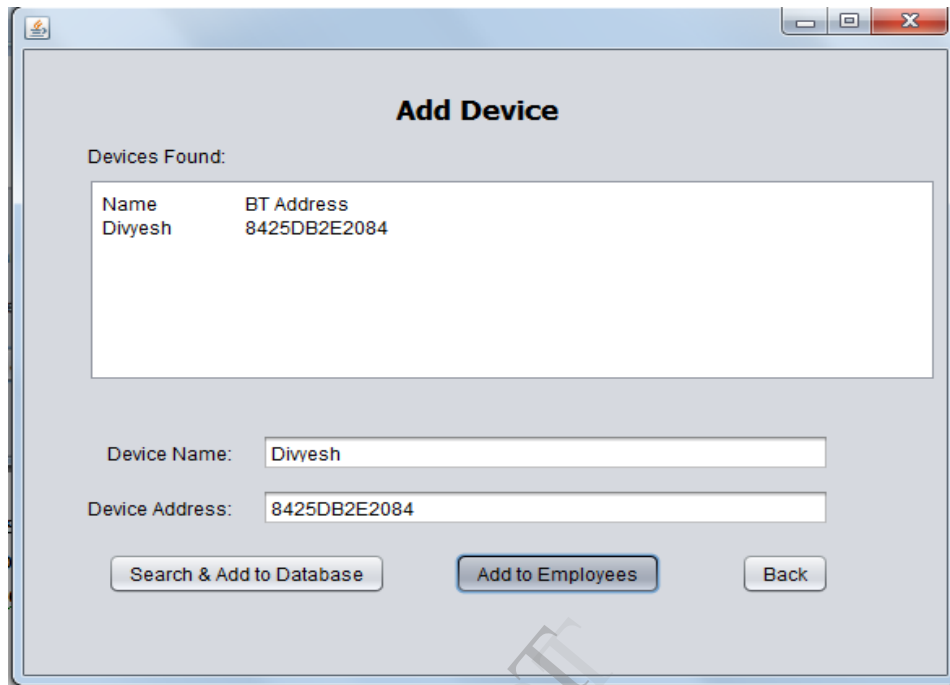 Add Device
Devices Found:
Name BT Address
Divyesh 8425DB2E2084
Device Name: Divyesh
Device Address: 8425DB2E2084
Search & Add to Database Add to Employees Back